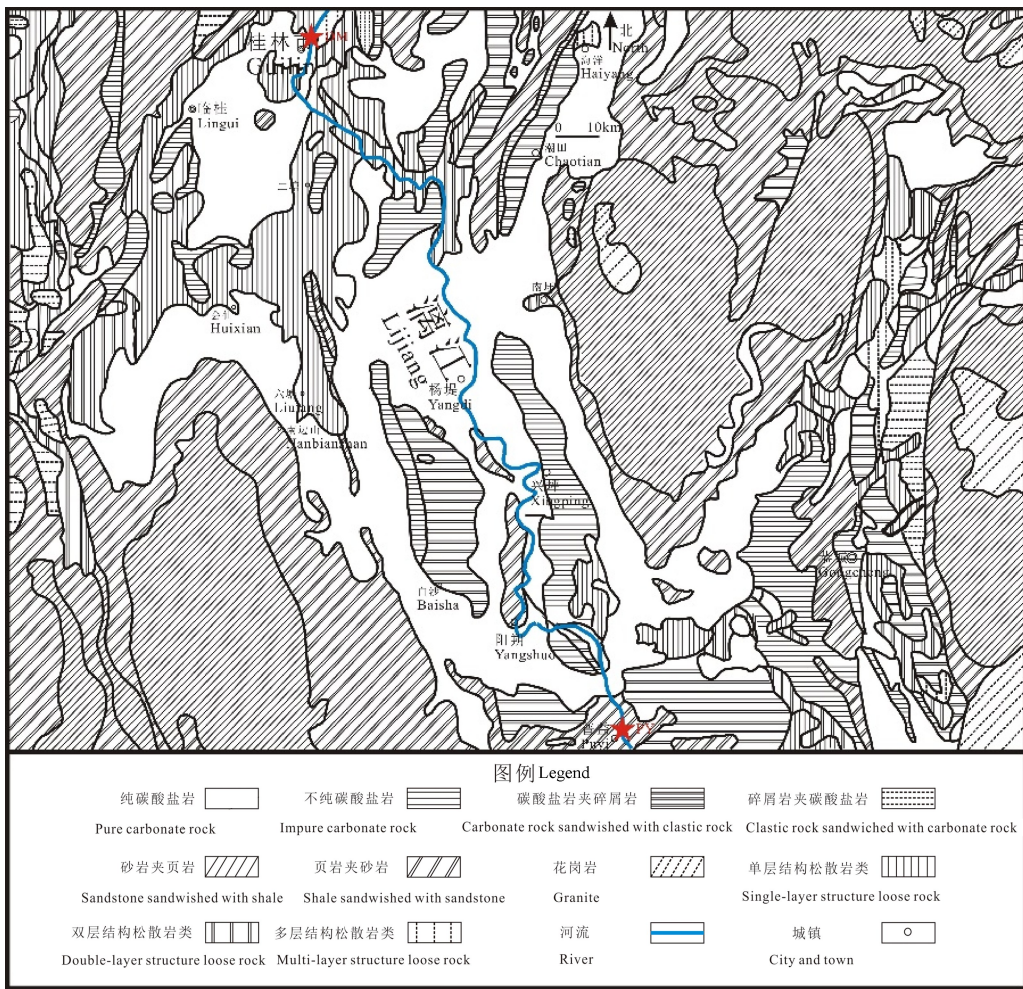 桂林市
Guilin
北
North
海洋
Haiyang
临桂
Lingui
0 10km
Chaotian
二塘
南圩
Huixian
漓江
Lijiang
杨堤
Yangdi
六塘
Liutang
Nanbianshan
兴坪
Xingping
Gongcheng
白沙
Baisha
阳朔
Yangshuo
PY
Puyi
图例 Legend
纯碳酸盐岩
不纯碳酸盐岩
碳酸盐岩夹碎屑岩
碎屑岩夹碳酸盐岩
Pure carbonate rock
Impure carbonate rock
Carbonate rock sandwished with clastic rock
Clastic rock sandwiched with carbonate rock
砂岩夹页岩
页岩夹砂岩
花岗岩
单层结构松散岩类
Sandstone sandwished with shale
Shale sandwished with sandstone
Granite
Single-layer structure loose rock
双层结构松散岩类
多层结构松散岩类
河流
城镇
Double-layer structure loose rock
Multi-layer structure loose rock
River
City and town